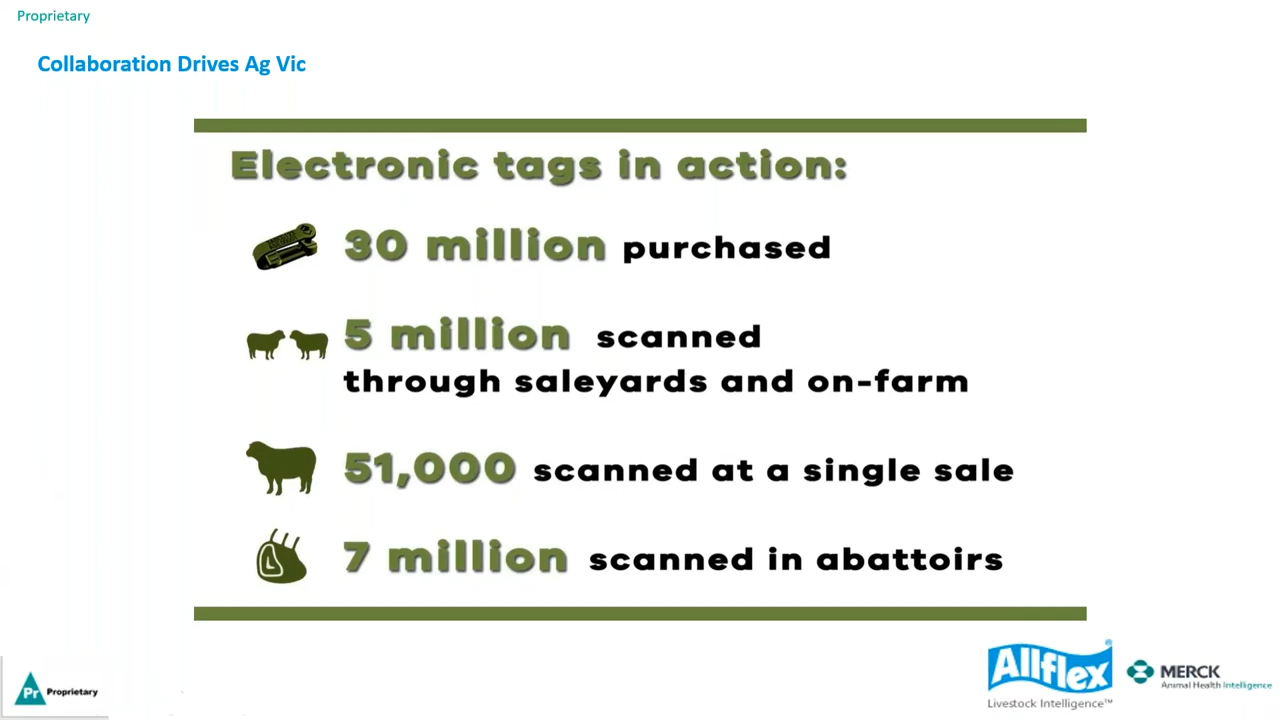 Proprietary
Collaboration Drives Ag Vic
Electronic tags in action:
30 million purchased
5 million scanned
through saleyards and on-farm
51,000 scanned at a single sale
7 million scanned in abattoirs
Pr Proprietary
Allflex
Livestock Intelligence™
MERCK
Animal Health Intelligence